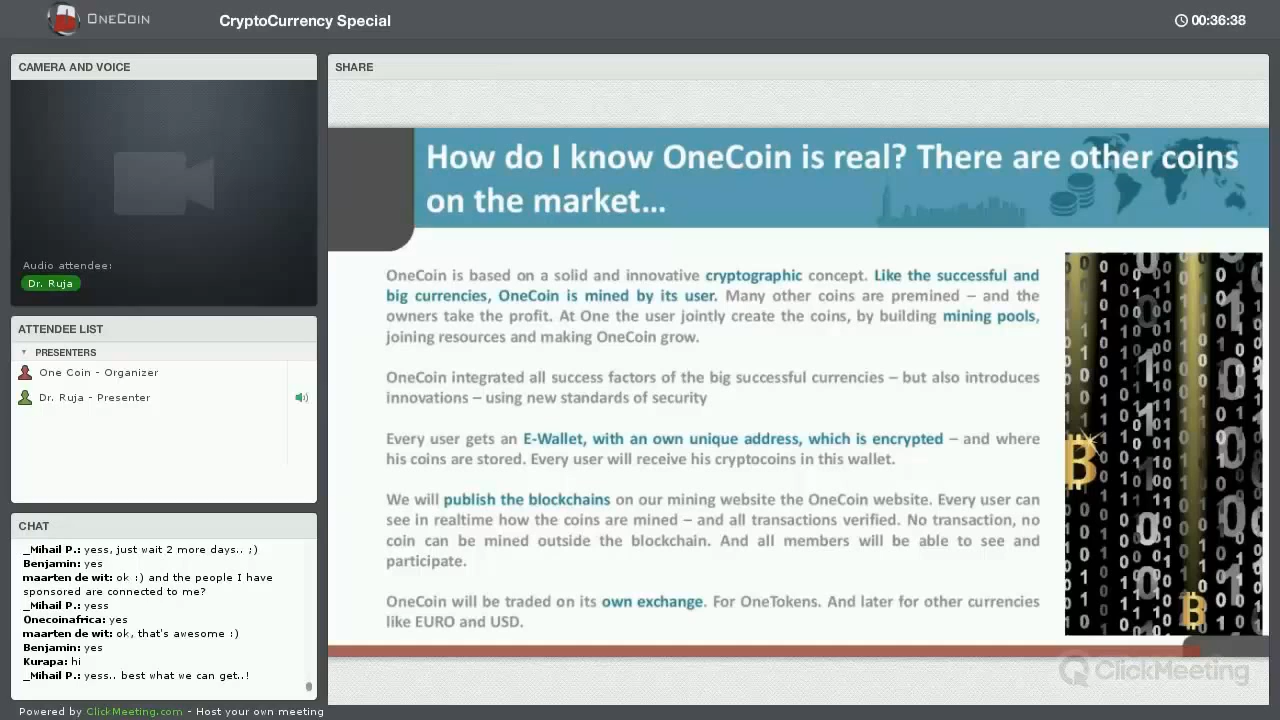 ONECOIN
CryptoCurrency Special
00:36:38
CAMERA AND VOICE
Audio attendee:
Dr. Ruja
ATTENDEE LIST
PRESENTERS
One Coin - Organizer
Dr. Ruja - Presenter
CHAT
_Mihail P.: yess, just wait 2 more days.. ;)
Benjamin: yes
maarten de wit: ok :) and the people I have
sponsored are connected to me?
_Mihail P.: yess
Onecoinafrica: yes
maarten de wit: ok, that's awesome :)
Benjamin: yes
Kurapa: hi
_Mihail P.: yess.. best what we can get..!
Powered by ClickMeeting.com - Host your own meeting
SHARE
How do I know OneCoin is real? There are other coins
on the market...
OneCoin is based on a solid and innovative cryptographic concept. Like the successful and
big currencies, OneCoin is mined by its user. Many other coins are premined – and the
owners take the profit. At One the user jointly create the coins, by building mining pools,
joining resources and making OneCoin grow.
OneCoin integrated all success factors of the big successful currencies – but also introduces
innovations – using new standards of security
Every user gets an E-Wallet, with an own unique address, which is encrypted – and where
his coins are stored. Every user will receive his cryptocoins in this wallet.
We will publish the blockchains on our mining website the OneCoin website. Every user can
see in realtime how the coins are mined – and all transactions verified. No transaction, no
coin can be mined outside the blockchain. And all members will be able to see and
participate.
OneCoin will be traded on its own exchange. For OneTokens. And later for other currencies
like EURO and USD.
ClickMeeting